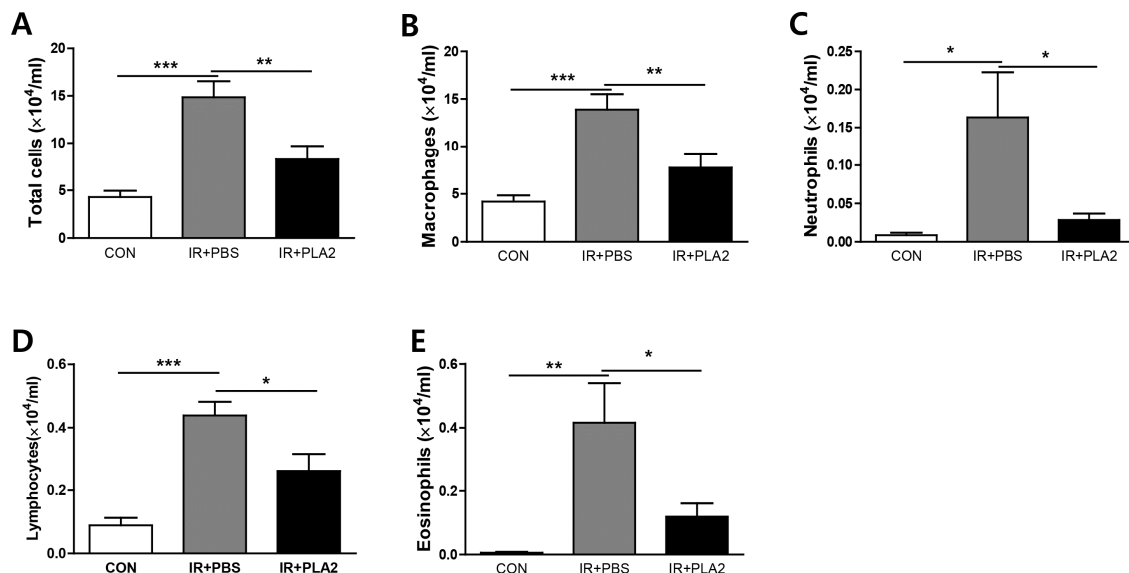 A
Total cells (×10⁴/ml)
20
15
10
5
0
***
**
CON
IR+PBS
IR+PLA2
B
Macrophages (×10⁴/ml)
20
15
10
5
0
***
**
CON
IR+PBS
IR+PLA2
C
Neutrophils (×10⁴/ml)
0.25
0.20
0.15
0.10
0.05
0.00
*
*
CON
IR+PBS
IR+PLA2
D
Lymphocytes(×10⁴/ml)
0.6
0.4
0.2
0.0
***
*
CON
IR+PBS
IR+PLA2
E
Eosinophils (×10⁴/ml)
0.6
0.4
0.2
0.0
**
*
CON
IR+PBS
IR+PLA2